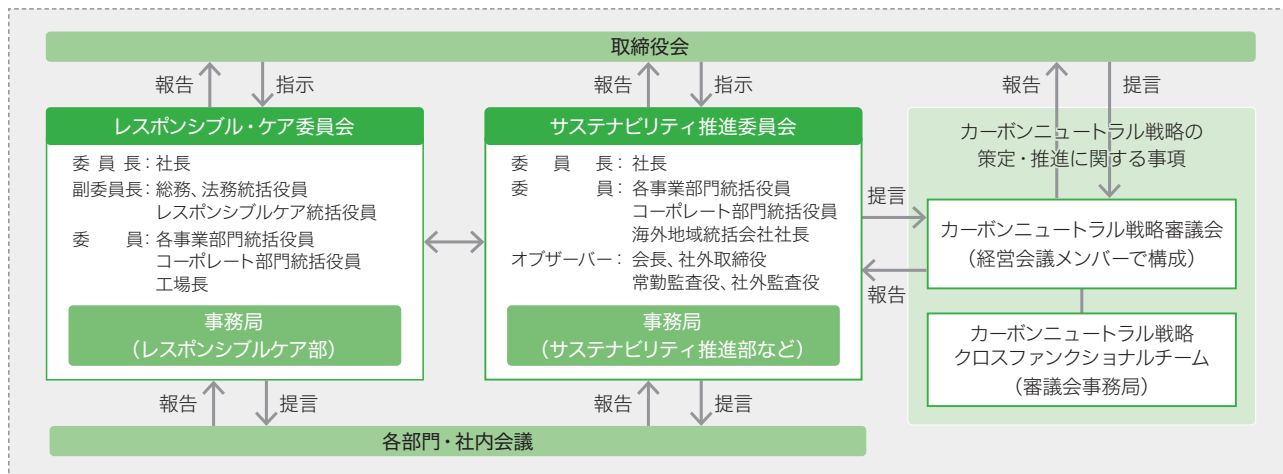 取締役会
報告
指示
報告
指示
報告
提言
レスポンシブル・ケア委員会
委員長：社長
副委員長：総務、法務統括役員
レスポンシブルケア統括役員
委　員：各事業部門統括役員
コーポレート部門統括役員
工場長
事務局
（レスポンシブルケア部）
サステナビリティ推進委員会
委　員　長：社長
委　　　員：各事業部門統括役員
コーポレート部門統括役員
海外地域統括会社社長
オブザーバー：会長、社外取締役
常勤監査役、社外監査役
事務局
（サステナビリティ推進部など）
提言
報告
カーボンニュートラル戦略の
策定・推進に関する事項
カーボンニュートラル戦略審議会
（経営会議メンバーで構成）
カーボンニュートラル戦略
クロスファンクショナルチーム
（審議会事務局）
報告
提言
報告
提言
各部門・社内会議